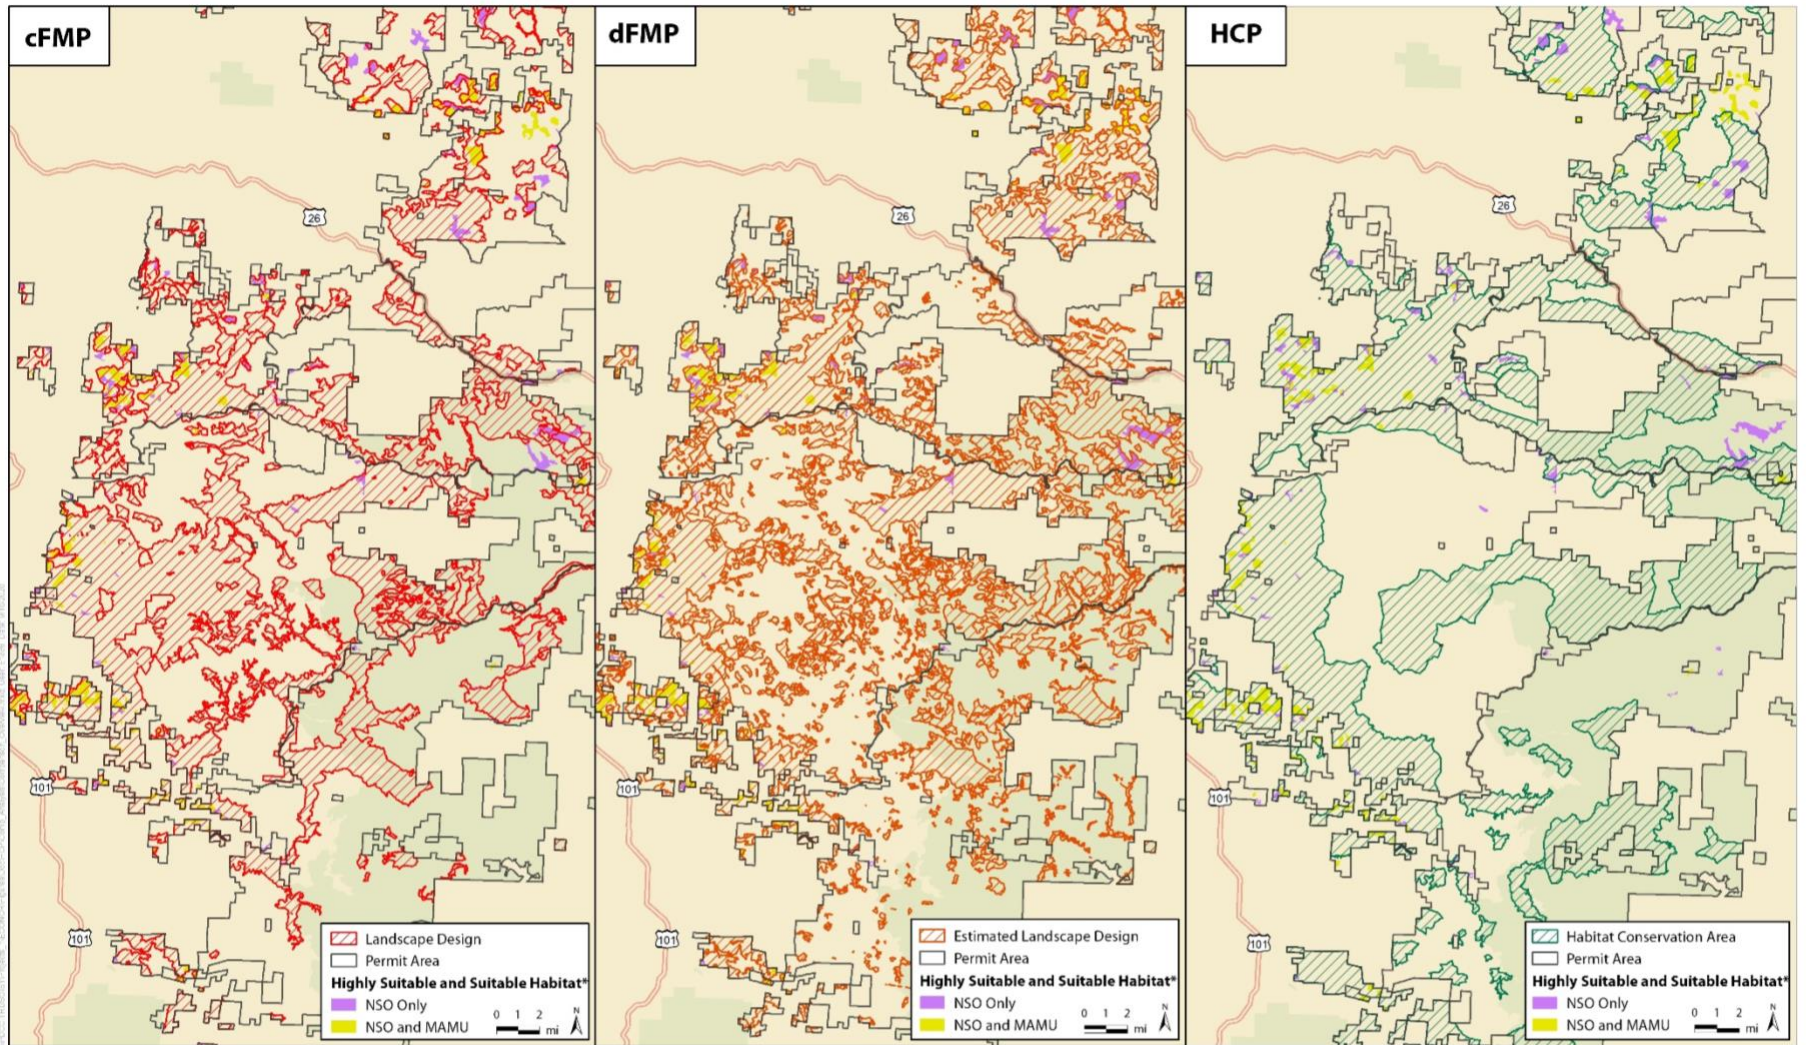 cFMP
26
101
101
Landscape Design
Permit Area
Highly Suitable and Suitable Habitat*
NSO Only
NSO and MAMU
0 1 2 mi
N
dFMP
26
101
101
Estimated Landscape Design
Permit Area
Highly Suitable and Suitable Habitat*
NSO Only
NSO and MAMU
0 1 2 mi
N
HCP
26
101
101
Habitat Conservation Area
Permit Area
Highly Suitable and Suitable Habitat*
NSO Only
NSO and MAMU
0 1 2 mi
N